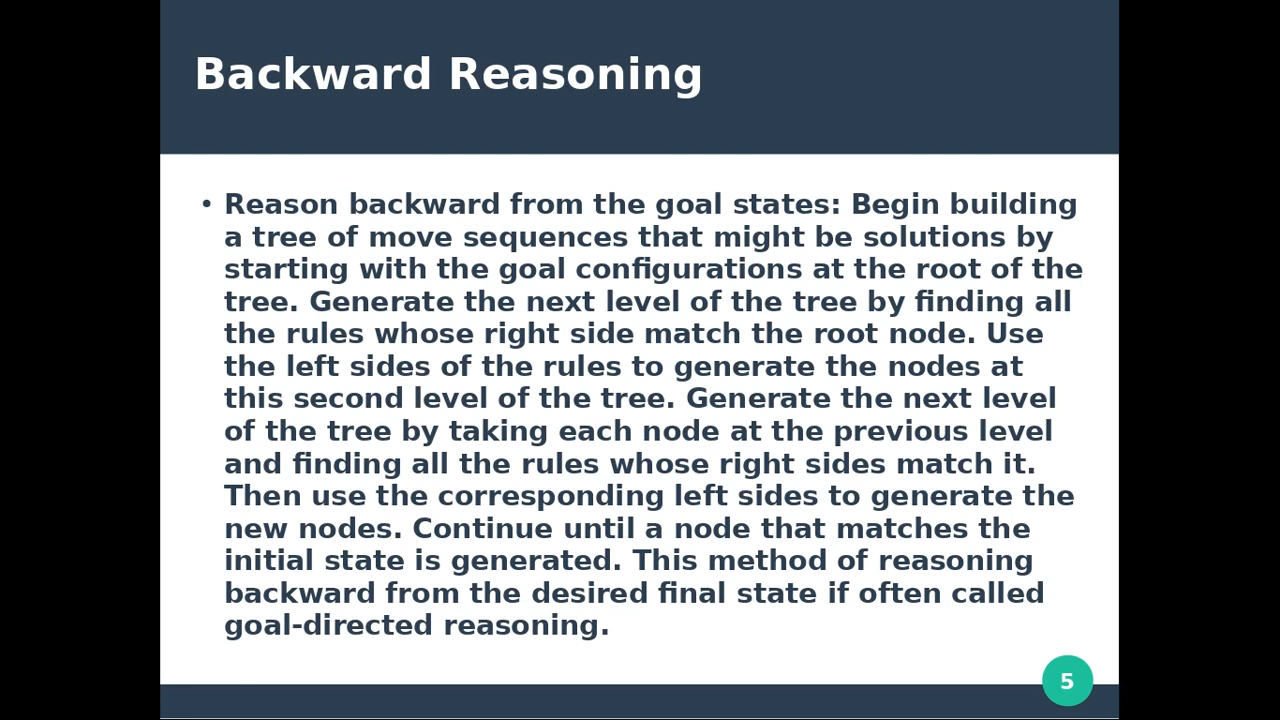 Backward Reasoning
• Reason backward from the goal states: Begin building
a tree of move sequences that might be solutions by
starting with the goal configurations at the root of the
tree. Generate the next level of the tree by finding all
the rules whose right side match the root node. Use
the left sides of the rules to generate the nodes at
this second level of the tree. Generate the next level
of the tree by taking each node at the previous level
and finding all the rules whose right sides match it.
Then use the corresponding left sides to generate the
new nodes. Continue until a node that matches the
initial state is generated. This method of reasoning
backward from the desired final state if often called
goal-directed reasoning.
5